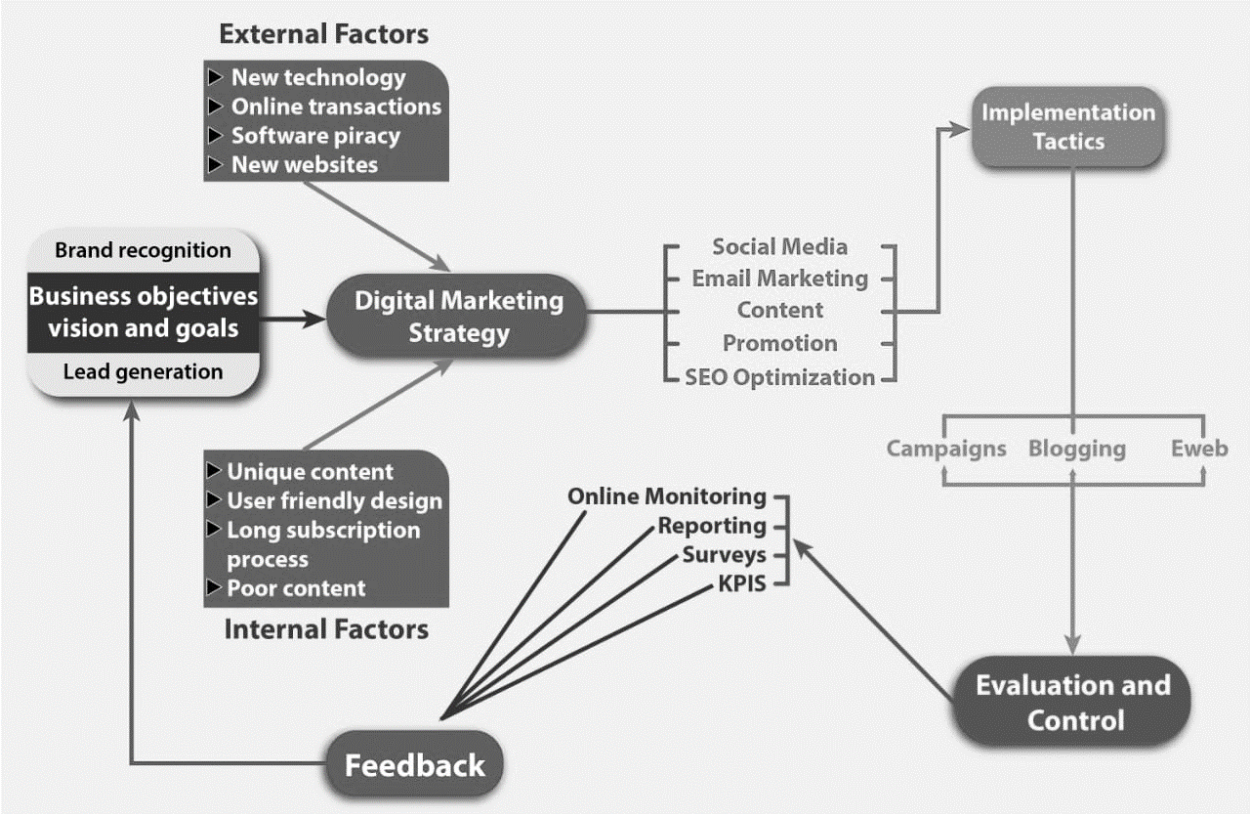 External Factors
New technology
Online transactions
Software piracy
New websites
Implementation
Tactics
Brand recognition
Business objectives
vision and goals
Lead generation
Digital Marketing
Strategy
Social Media
Email Marketing
Content
Promotion
SEO Optimization
Campaigns
Blogging
Eweb
Unique content
User friendly design
Long subscription
process
Poor content
Internal Factors
Online Monitoring
Reporting
Surveys
KPIS
Evaluation and
Control
Feedback